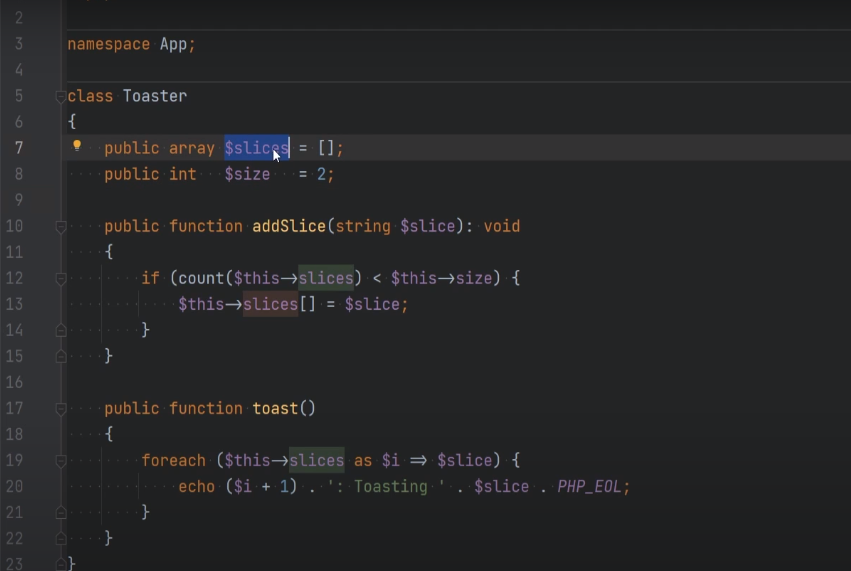 2
3 namespace App;
4
5 class Toaster
6 {
7 public array $slices = [];
8 public int $size = 2;
9
10 public function addSlice(string $slice): void
11 {
12 if (count($this->slices) < $this->size) {
13 $this->slices[] = $slice;
14 }
15 }
16
17 public function toast()
18 {
19 foreach ($this->slices as $i => $slice) {
20 echo ($i + 1) . ': Toasting ' . $slice . PHP_EOL;
21 }
22 }
23 }